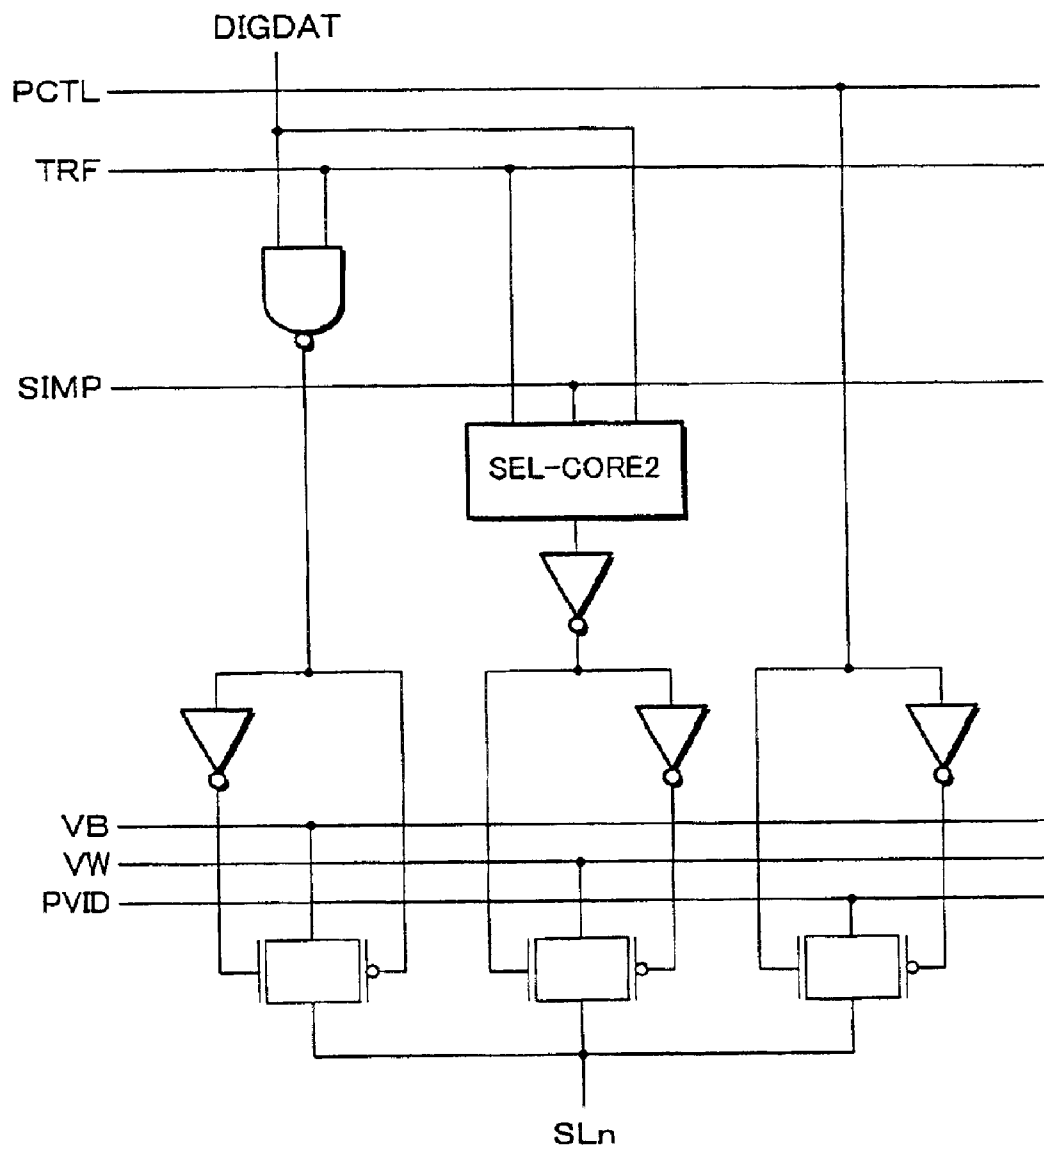 DIGDAT
PCTL
TRF
SIMP
SEL-CORE2
VB
VW
PVID
SLn